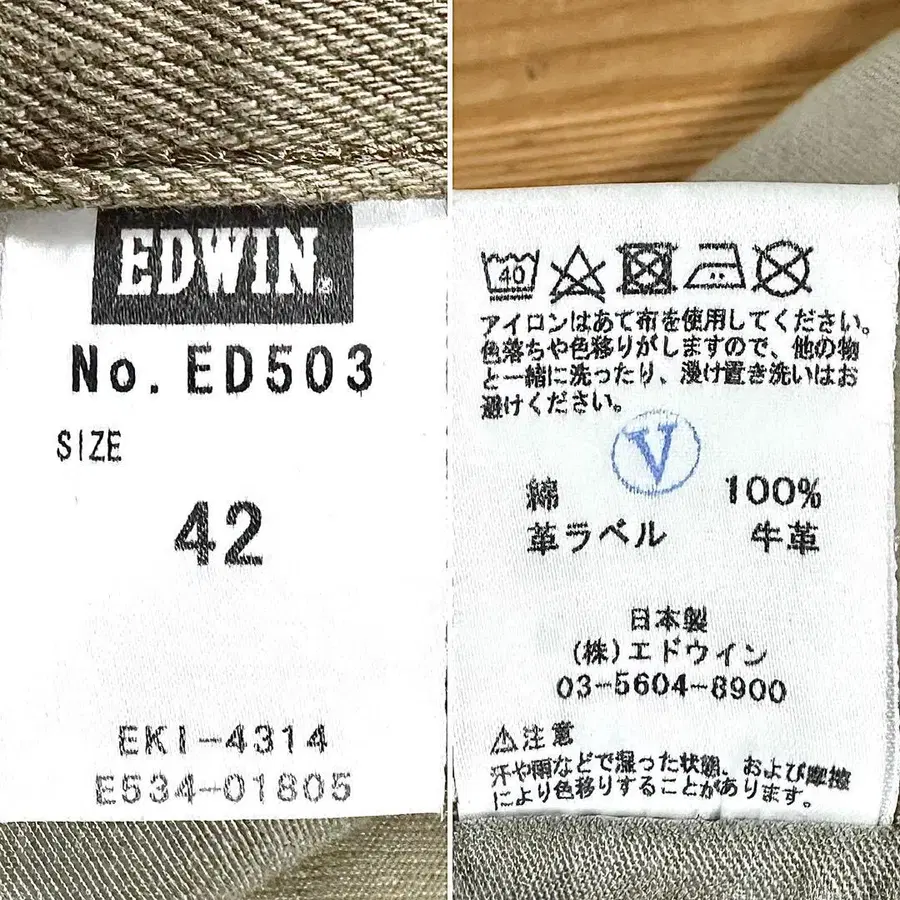 EDWIN®
No. ED503
SIZE
42
EKI-4314
E534-01805
40
アイロンはあて布を使用してください。
色落ちや色移りがしますので、他の物
と一緒に洗ったり、浸け置き洗いはお
避けください。
V
綿 100%
革ラベル 牛革
日本製
(株)エドウイン
03-5604-8900
⚠注意
汗や雨などで湿った状態、および摩擦
により色移りすることがあります。